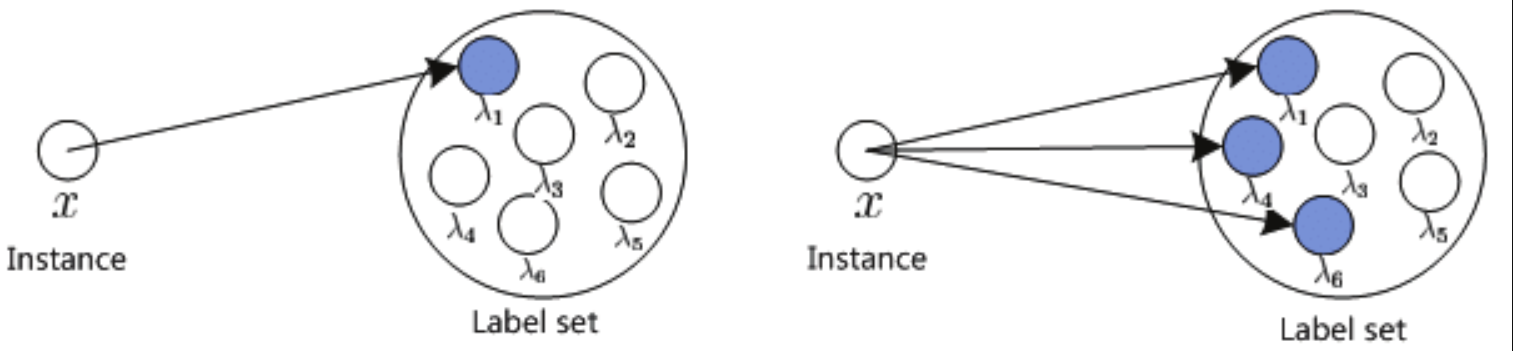 λ₁
λ₂
λ₃
λ₄
λ₅
λ₆
x
Instance
Label set
λ₁
λ₂
λ₃
λ₄
λ₅
λ₆
x
Instance
Label set